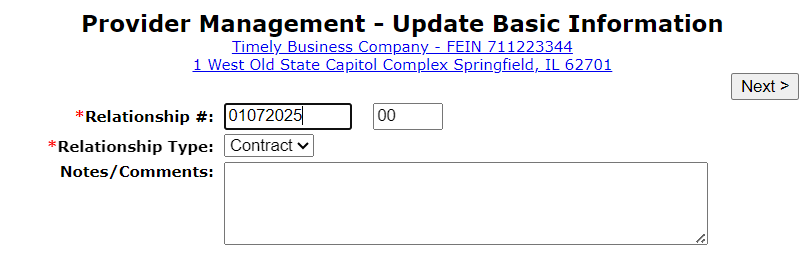 Provider Management - Update Basic Information
Timely Business Company - FEIN 711223344
1 West Old State Capitol Complex Springfield, IL 62701
Next >
*Relationship #: 01072025 00
*Relationship Type: Contract
Notes/Comments: